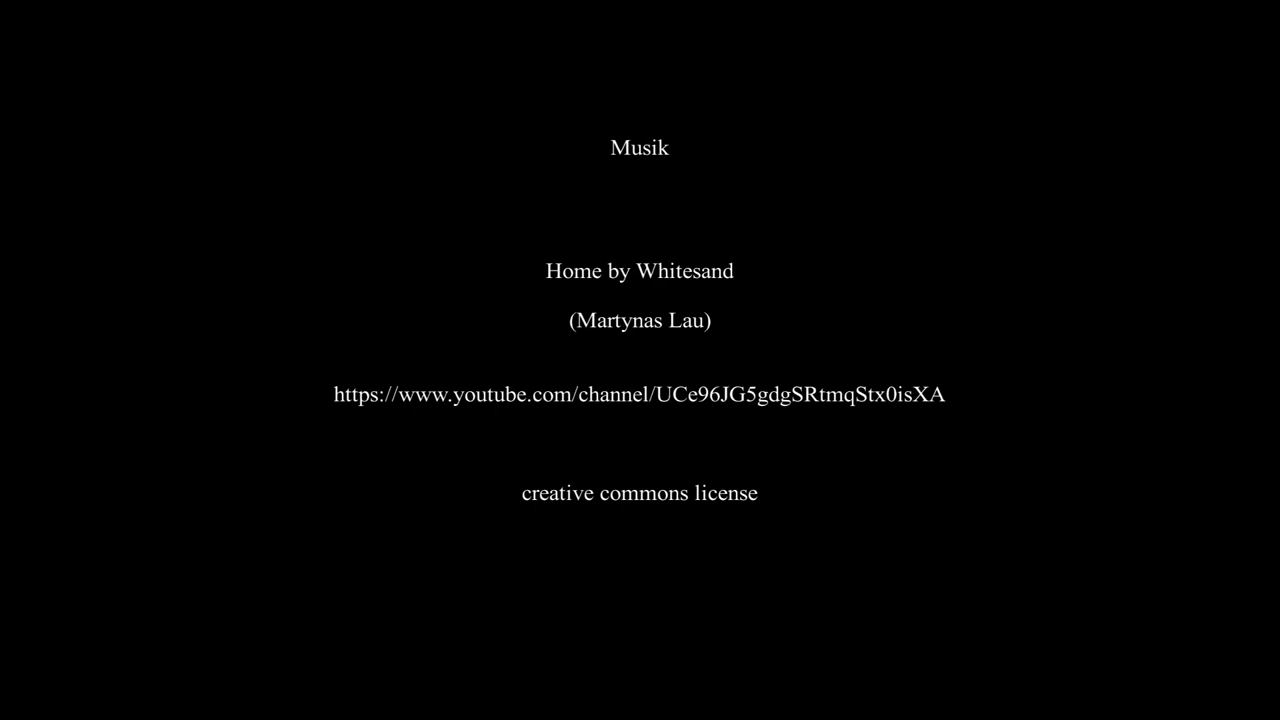 Musik
Home by Whitesand
(Martynas Lau)
https://www.youtube.com/channel/UCe96JG5gdgSRtmqStx0isXA
creative commons license